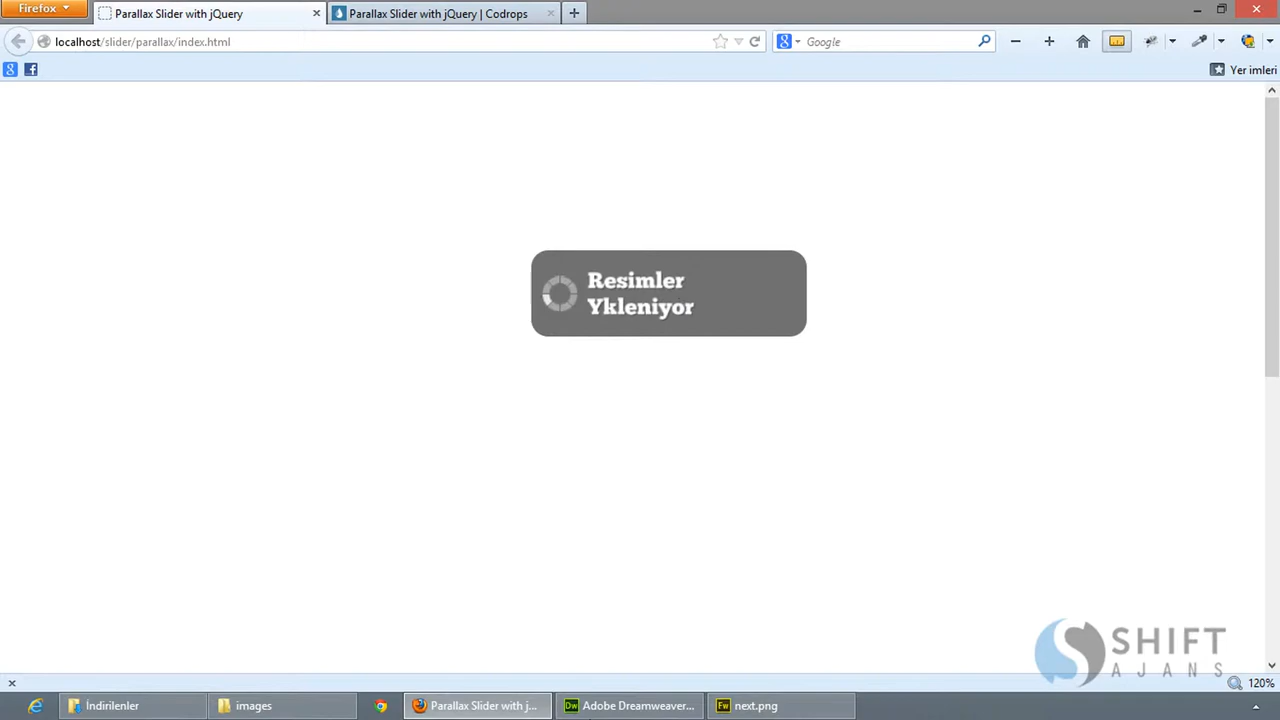 Firefox
Parallax Slider with jQuery
Parallax Slider with jQuery | Codrops
localhost/slider/parallax/index.html
Google
Yer imleri
Resimler
Ykleniyor
SHIFT
AJANS
120%
İndirilenler
images
Parallax Slider with j...
Adobe Dreamweaver...
next.png